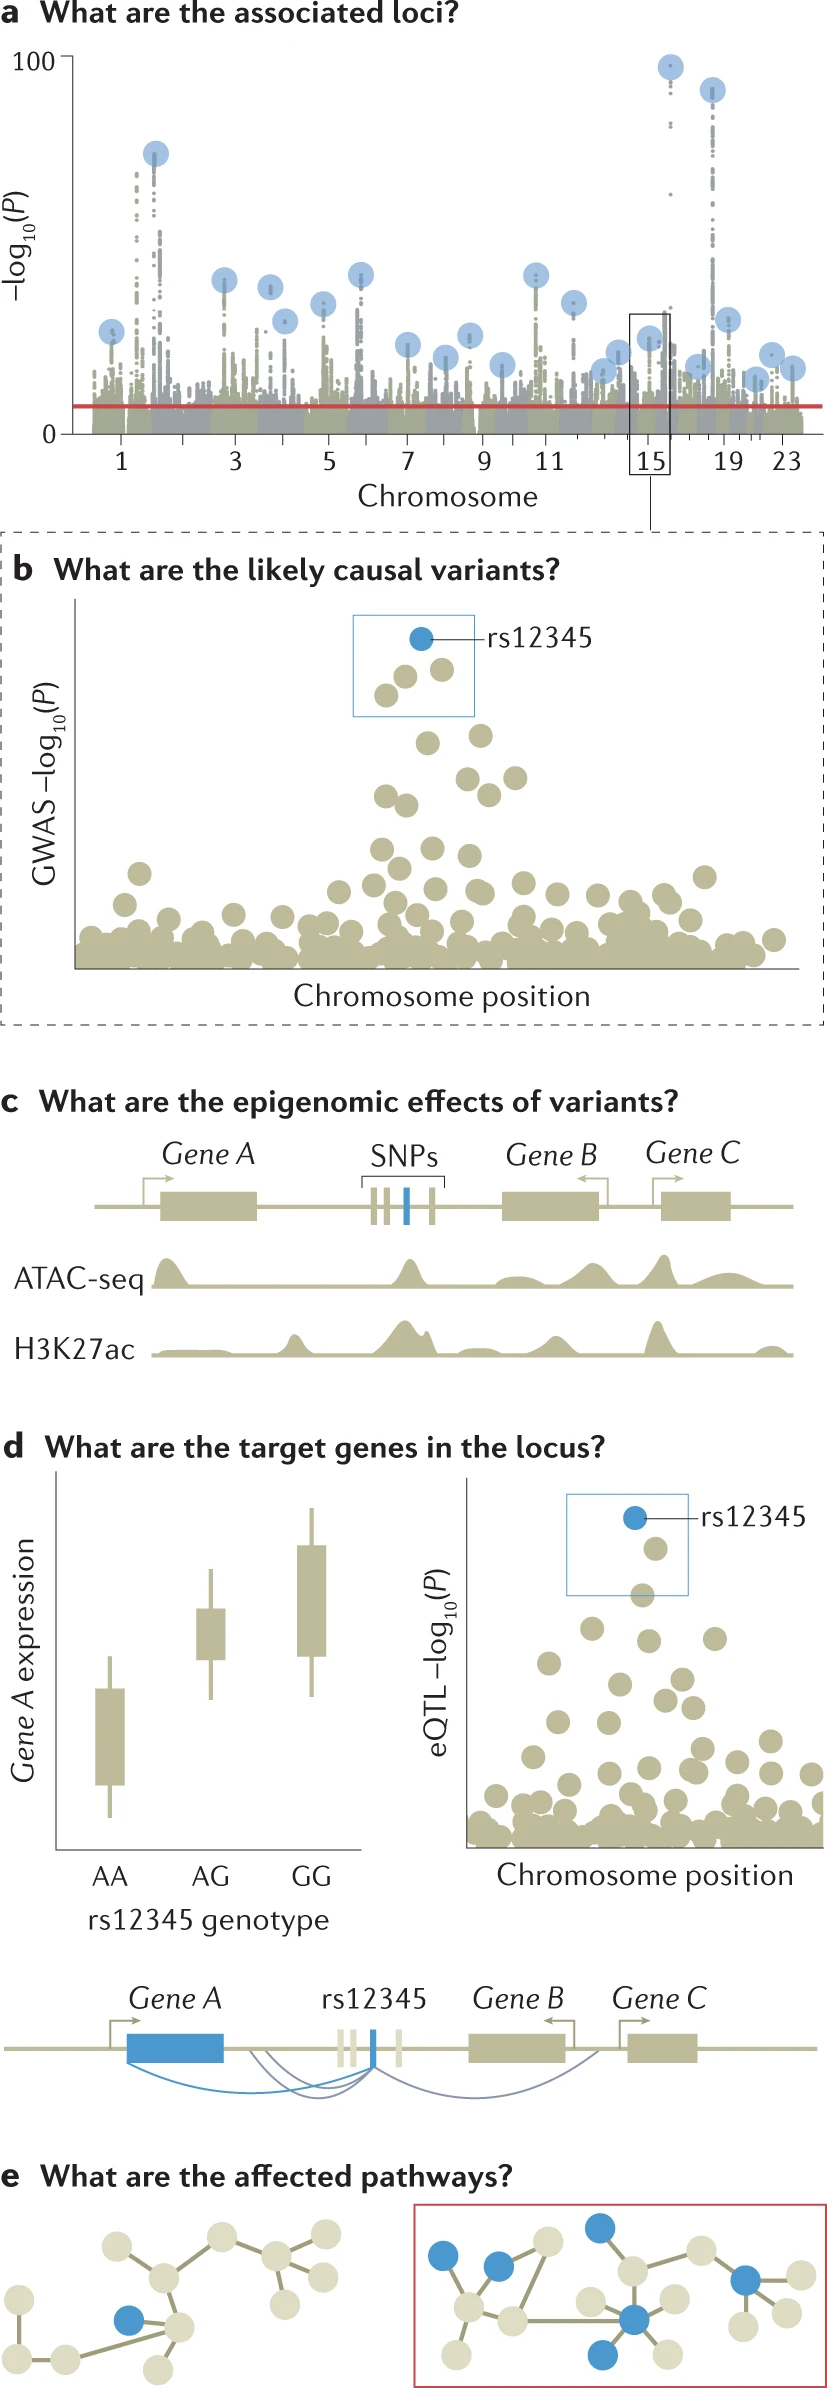 a What are the associated loci?
100
–log10(P)
0
1 3 5 7 9 11 15 19 23
Chromosome
b What are the likely causal variants?
rs12345
GWAS –log10(P)
Chromosome position
c What are the epigenomic effects of variants?
Gene A SNPs Gene B Gene C
ATAC-seq
H3K27ac
d What are the target genes in the locus?
Gene A expression
AA AG GG
rs12345 genotype
rs12345
eQTL –log10(P)
Chromosome position
Gene A rs12345 Gene B Gene C
e What are the affected pathways?